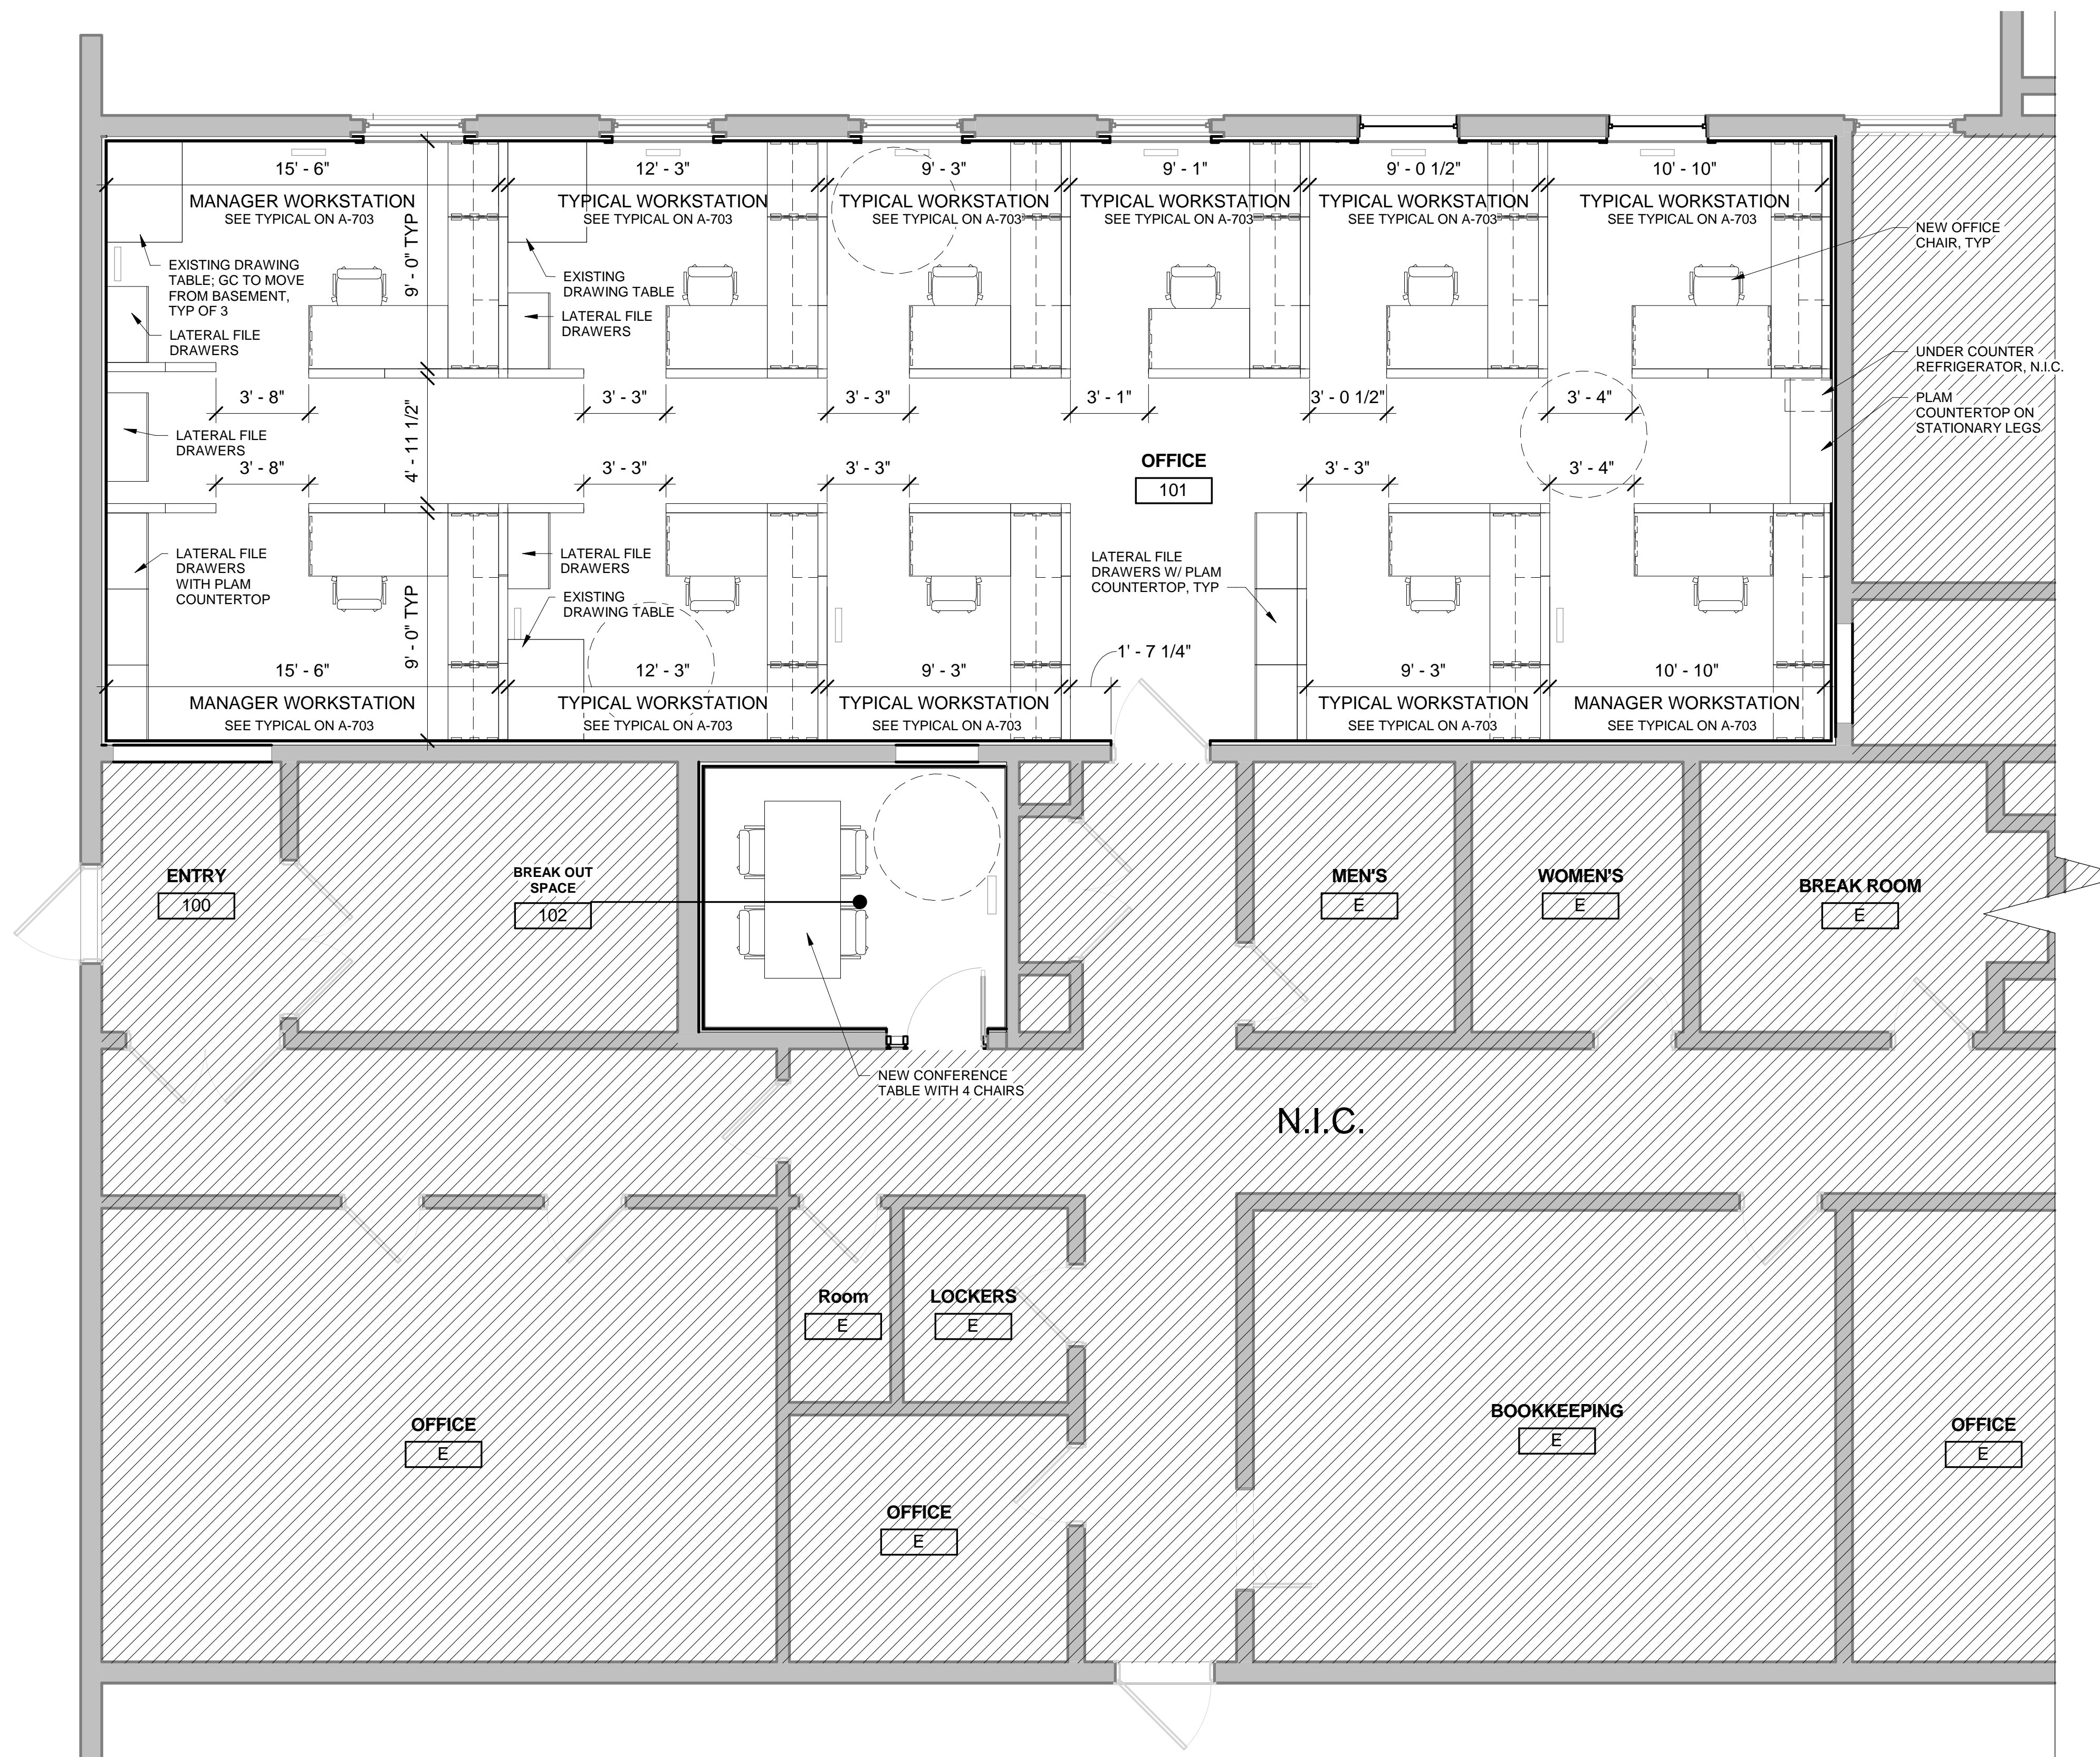 15' - 6"
12' - 3"
9' - 3"
9' - 1"
9' - 0 1/2"
10' - 10"
MANAGER WORKSTATION
SEE TYPICAL ON A-703
TYPICAL WORKSTATION
SEE TYPICAL ON A-703
TYPICAL WORKSTATION
SEE TYPICAL ON A-703
TYPICAL WORKSTATION
SEE TYPICAL ON A-703
TYPICAL WORKSTATION
SEE TYPICAL ON A-703
TYPICAL WORKSTATION
SEE TYPICAL ON A-703
9' - 0" TYP
EXISTING DRAWING
TABLE; GC TO MOVE
FROM BASEMENT,
TYP OF 3
LATERAL FILE
DRAWERS
EXISTING
DRAWING TABLE
LATERAL FILE
DRAWERS
NEW OFFICE
CHAIR, TYP
UNDER COUNTER
REFRIGERATOR, N.I.C.
PLAM
COUNTERTOP ON
STATIONARY LEGS
3' - 8"
3' - 3"
3' - 3"
3' - 1"
3' - 0 1/2"
3' - 4"
4' - 11 1/2"
LATERAL FILE
DRAWERS
3' - 8"
3' - 3"
3' - 3"
OFFICE
101
3' - 3"
3' - 4"
LATERAL FILE
DRAWERS
WITH PLAM
COUNTERTOP
9' - 0" TYP
LATERAL FILE
DRAWERS
EXISTING
DRAWING TABLE
LATERAL FILE
DRAWERS W/ PLAM
COUNTERTOP, TYP
1' - 7 1/4"
15' - 6"
12' - 3"
9' - 3"
9' - 3"
10' - 10"
MANAGER WORKSTATION
SEE TYPICAL ON A-703
TYPICAL WORKSTATION
SEE TYPICAL ON A-703
TYPICAL WORKSTATION
SEE TYPICAL ON A-703
TYPICAL WORKSTATION
SEE TYPICAL ON A-703
MANAGER WORKSTATION
SEE TYPICAL ON A-703
ENTRY
100
BREAK OUT
SPACE
102
MEN'S
E
WOMEN'S
E
BREAK ROOM
E
NEW CONFERENCE
TABLE WITH 4 CHAIRS
N.I.C.
Room
E
LOCKERS
E
OFFICE
E
OFFICE
E
BOOKKEEPING
E
OFFICE
E